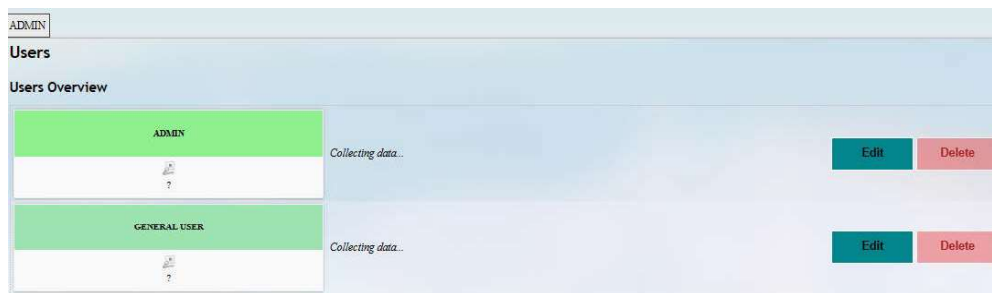 ADMIN
Users
Users Overview
ADMIN
?
Collecting data...
Edit
Delete
GENERAL USER
?
Collecting data...
Edit
Delete